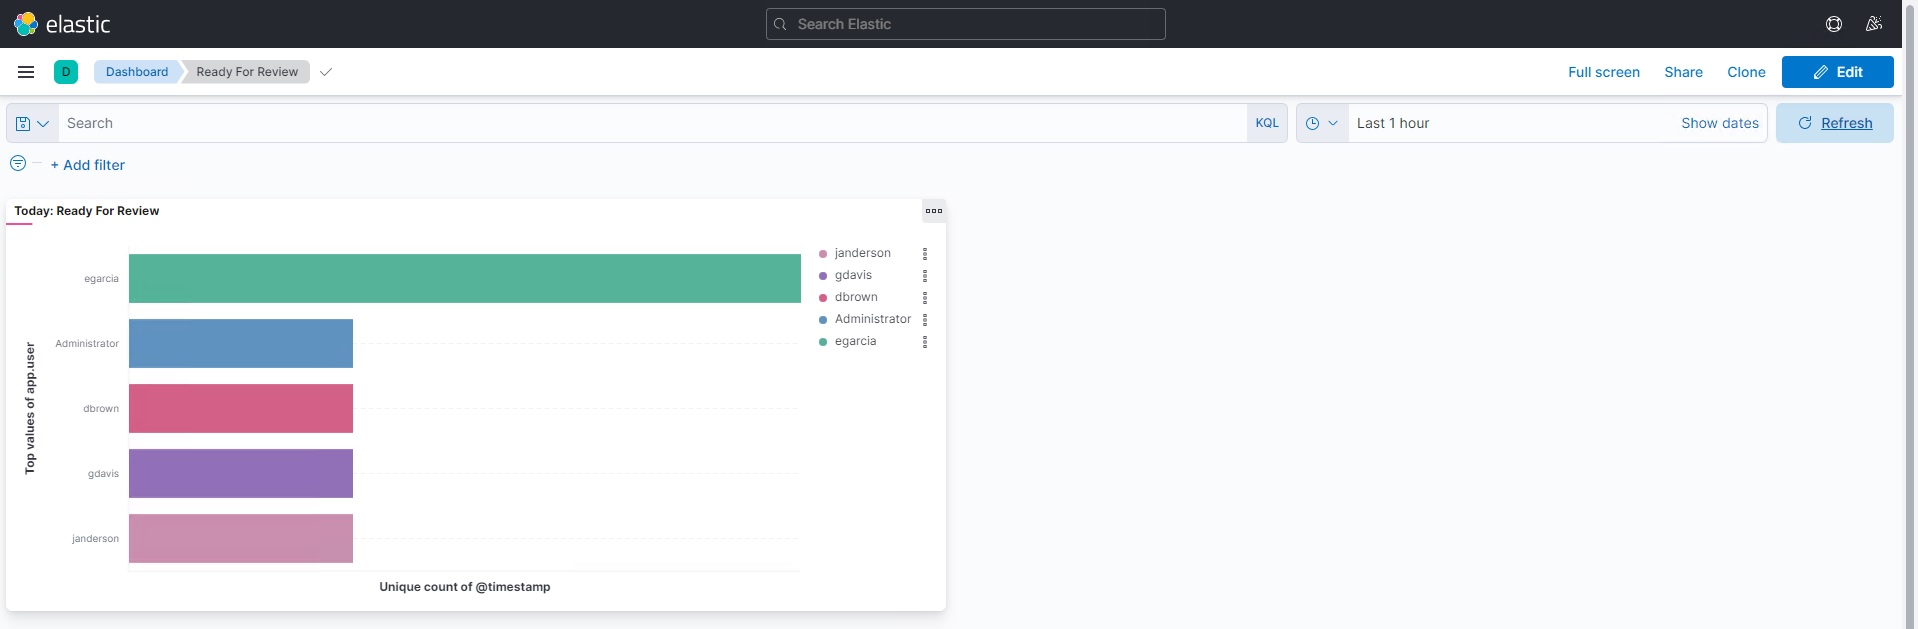 elastic
Search Elastic
D
Dashboard
Ready For Review
Full screen
Share
Clone
Edit
Search
KQL
Last 1 hour
Show dates
Refresh
+ Add filter
Today: Ready For Review
Top values of app.user
egarcia
Administrator
dbrown
gdavis
janderson
Unique count of @timestamp
janderson
gdavis
dbrown
Administrator
egarcia